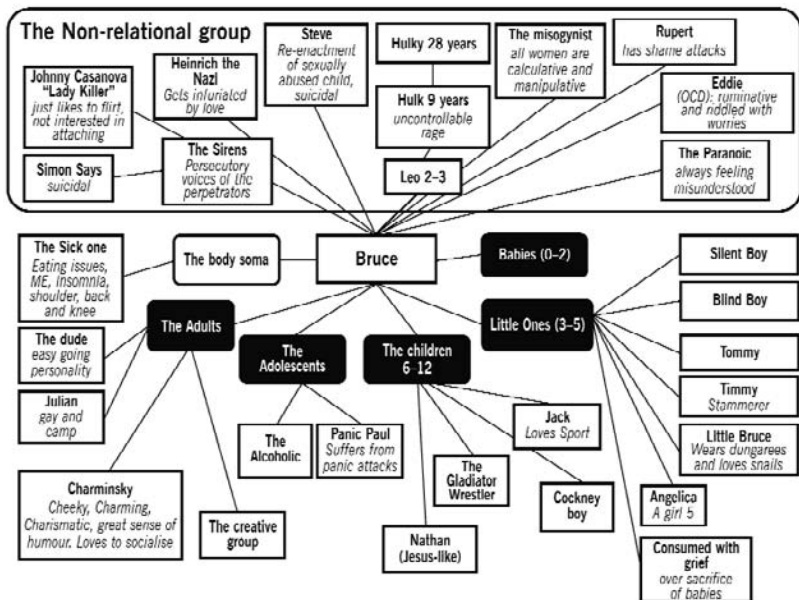 The Non-relational group
Johnny Casanova
"Lady Killer"
just likes to flirt,
not interested in
attaching
Heinrich the
Nazi
Gets infuriated
by love
Steve
Re-enactment
of sexually
abused child,
suicidal
Hulky 28 years
Hulk 9 years
uncontrollable
rage
The misogynist
all women are
calculative and
manipulative
Rupert
has shame attacks
Eddie
(OCD): ruminative
and riddled with
worries
Simon Says
suicidal
The Sirens
Persecutory
voices of the
perpetrators
Leo 2–3
The Paranoic
always feeling
misunderstood
The Sick one
Eating issues,
ME, insomnia,
shoulder, back
and knee
The body soma
Bruce
Babies (0–2)
Silent Boy
Blind Boy
The Adults
The Adolescents
The children
6–12
Little Ones (3–5)
Tommy
The dude
easy going
personality
Timmy
Stammerer
Julian
gay and
camp
The
Alcoholic
Panic Paul
Suffers from
panic attacks
Jack
Loves Sport
Little Bruce
Wears dungarees
and loves snails
Charminsky
Cheeky, Charming,
Charismatic, great sense of
humour. Loves to socialise
The creative
group
The
Gladiator
Wrestler
Nathan
(Jesus-like)
Cockney
boy
Angelica
A girl 5
Consumed with
grief
over sacrifice
of babies